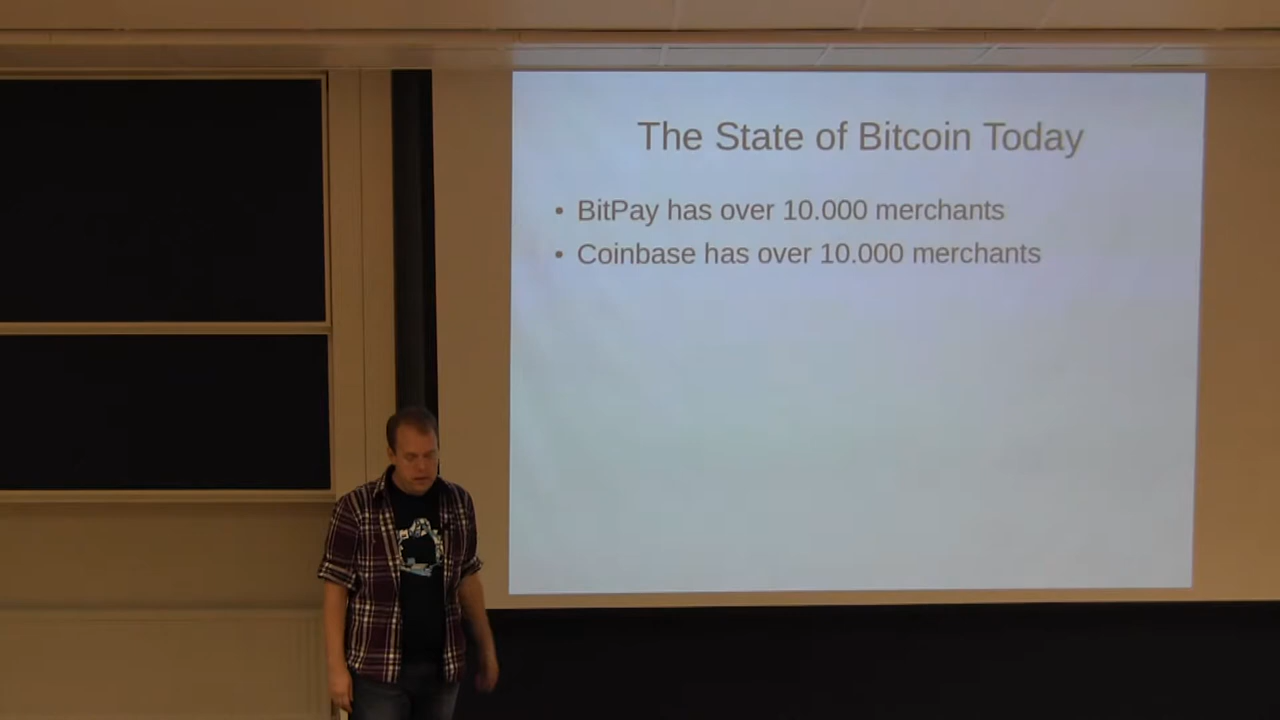 The State of Bitcoin Today
• BitPay has over 10.000 merchants
• Coinbase has over 10.000 merchants